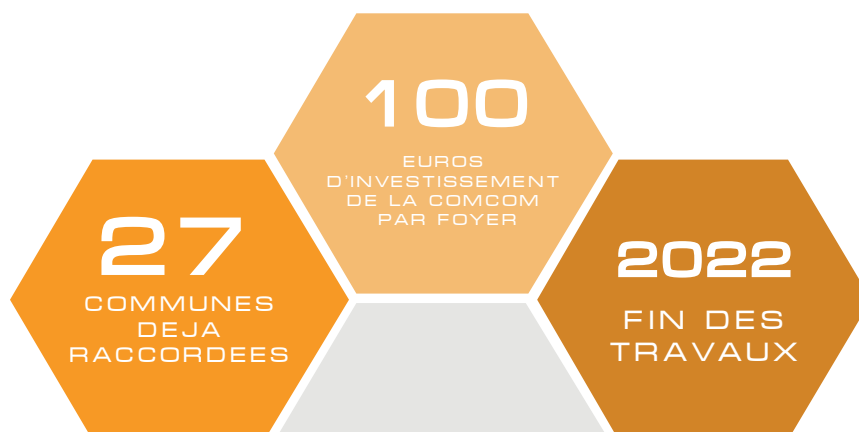 100
EUROS
D'INVESTISSEMENT
DE LA COMCOM
PAR FOYER
27
COMMUNES
DEJA
RACCORDEES
2022
FIN DES
TRAVAUX